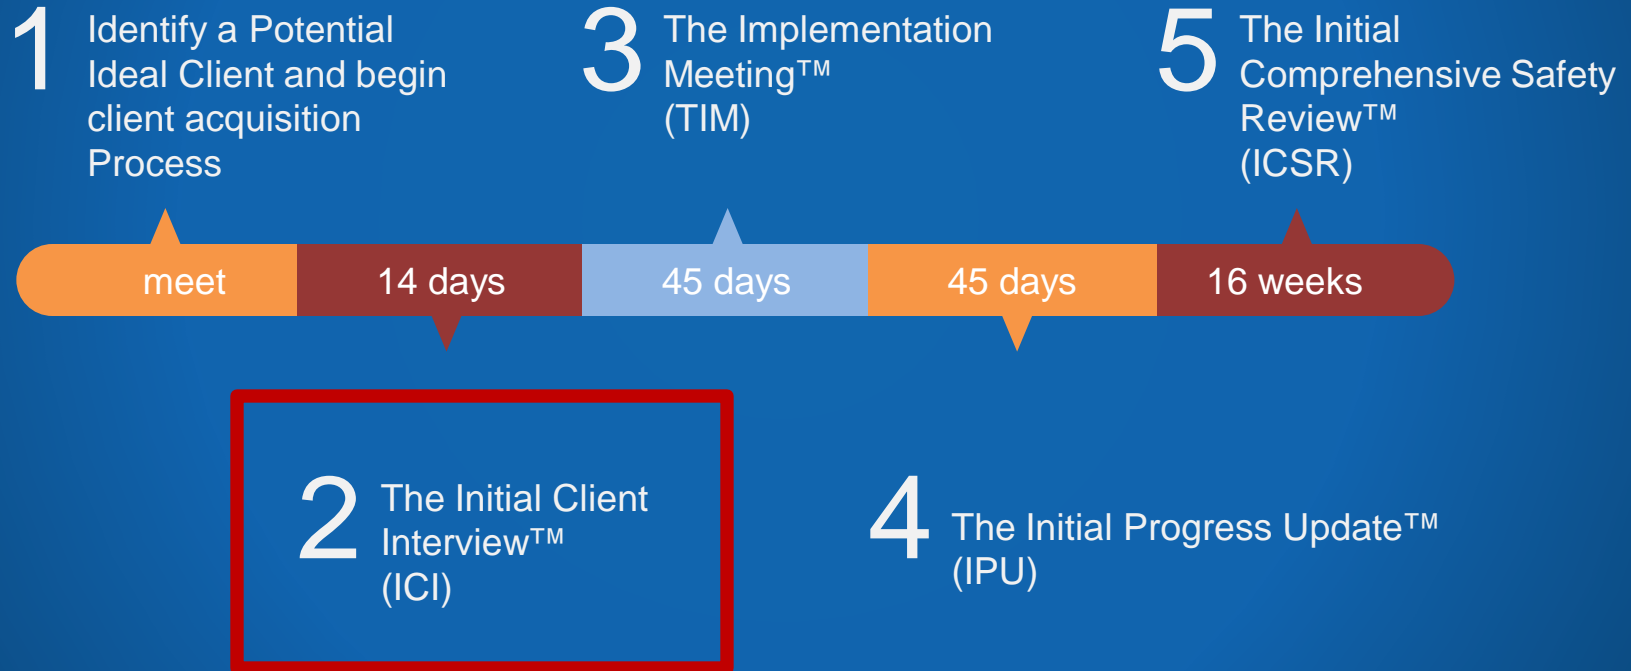 1
Identify a Potential
Ideal Client and begin
client acquisition
Process
3
The Implementation
Meeting™
(TIM)
5
The Initial
Comprehensive Safety
Review™
(ICSR)
meet
14 days
45 days
45 days
16 weeks
2
The Initial Client
Interview™
(ICI)
4
The Initial Progress Update™
(IPU)